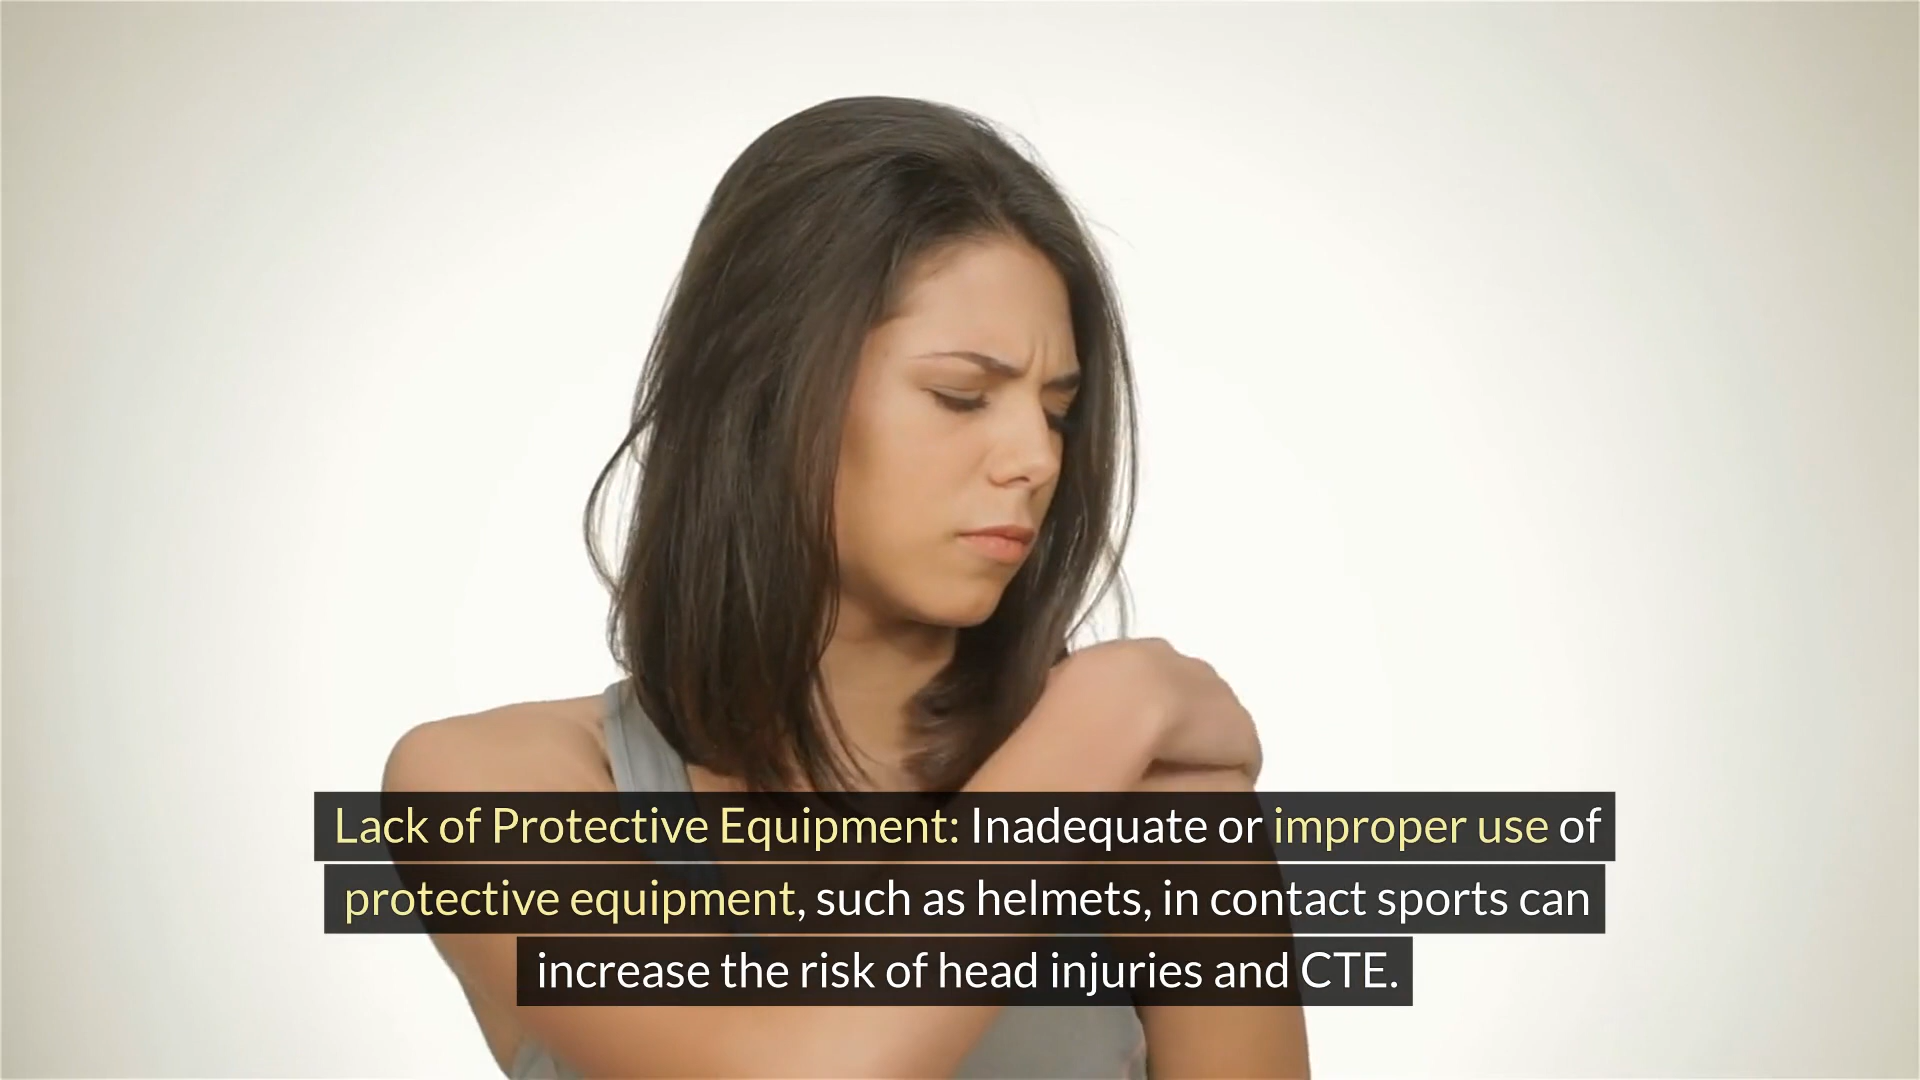 Lack of Protective Equipment: Inadequate or improper use of
protective equipment, such as helmets, in contact sports can
increase the risk of head injuries and CTE.